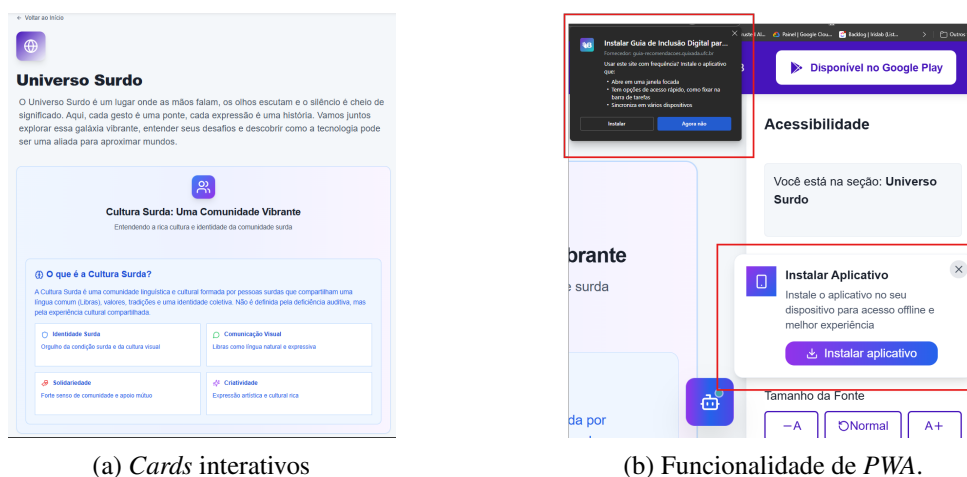 ← Voltar ao Início
Universo Surdo
O Universo Surdo é um lugar onde as mãos falam, os olhos escutam e o silêncio é cheio de
significado. Aqui, cada gesto é uma ponte, cada expressão é uma história. Vamos juntos
explorar essa galáxia vibrante, entender seus desafios e descobrir como a tecnologia pode
ser uma aliada para aproximar mundos.
Cultura Surda: Uma Comunidade Vibrante
Entendendo a rica cultura e identidade da comunidade surda
O que é a Cultura Surda?
A Cultura Surda é uma comunidade linguística e cultural formada por pessoas surdas que compartilham uma
língua comum (Libras), valores, tradições e uma identidade coletiva. Não é definida pela deficiência auditiva, mas
pela experiência cultural compartilhada.
Identidade Surda
Orgulho da condição surda e da cultura visual
Comunicação Visual
Libras como língua natural e expressiva
Solidariedade
Forte senso de comunidade e apoio mútuo
Criatividade
Expressão artística e cultural rica
(a) Cards interativos
Instalar Guia de Inclusão Digital par...
Fornecedor: guia-recomendacoes.quixada.ufc.br
Usar este site com frequência? Instale o aplicativo
que:
• Abre em uma janela focada
• Tem opções de acesso rápido, como fixar na
barra de tarefas
• Sincroniza em vários dispositivos
Instalar
Agora não
Painel | Google Clou...
Backlog | Irislab (List...
Outros
Disponível no Google Play
Acessibilidade
Você está na seção: Universo
Surdo
brante
surda
Instalar Aplicativo
Instale o aplicativo no seu
dispositivo para acesso offline e
melhor experiência
Instalar aplicativo
Tamanho da Fonte
−A
Normal
A+
da por
(b) Funcionalidade de PWA.